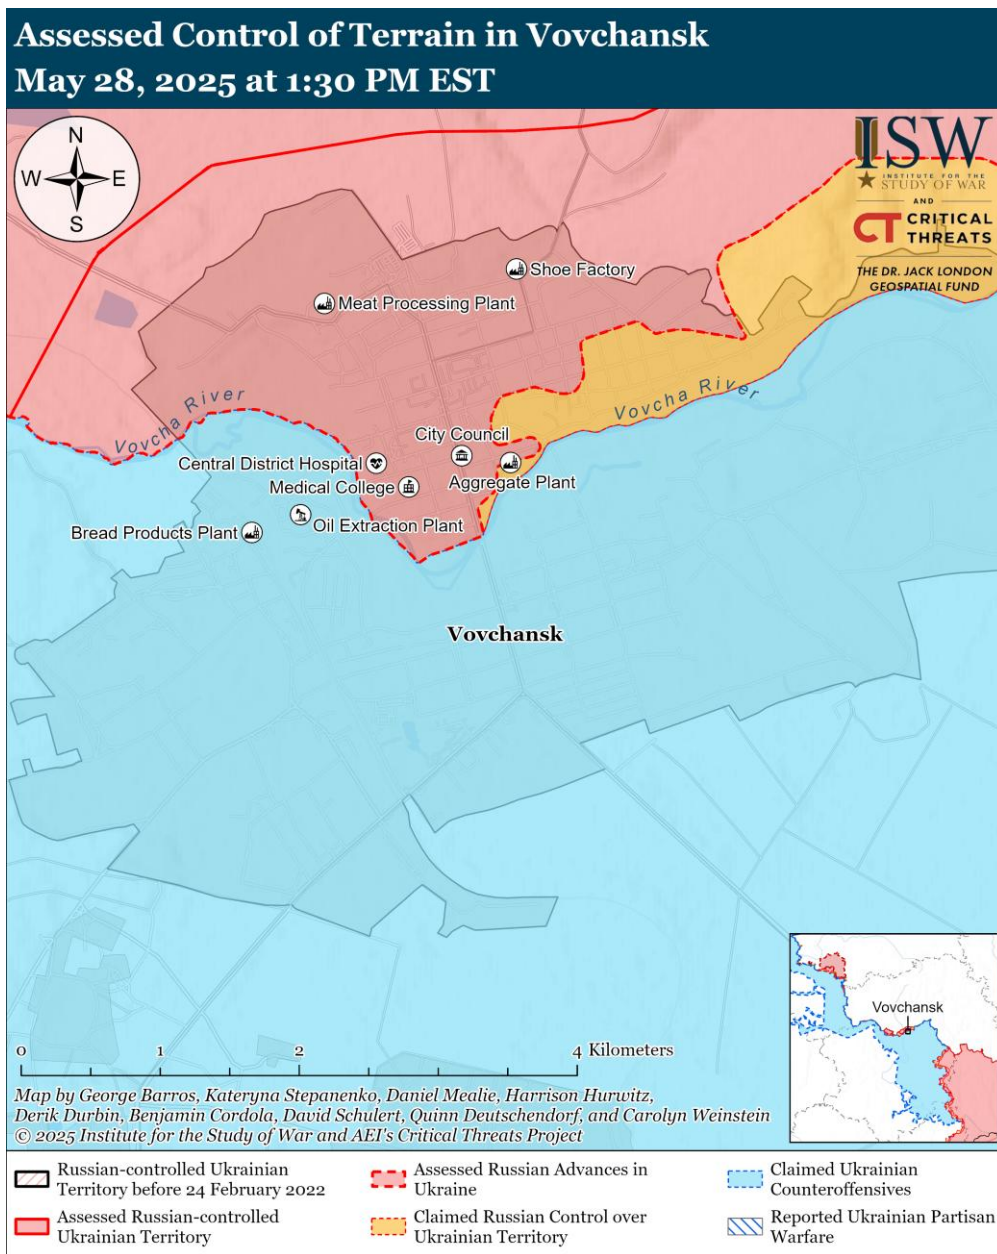 Assessed Control of Terrain in Vovchansk
May 28, 2025 at 1:30 PM EST
N
W
E
S
ISW
INSTITUTE FOR THE
STUDY OF WAR
AND
CT CRITICAL
THREATS
THE DR. JACK LONDON
GEOSPATIAL FUND
Shoe Factory
Meat Processing Plant
Vovcha River
Vovcha River
City Council
Central District Hospital
Medical College
Aggregate Plant
Oil Extraction Plant
Bread Products Plant
Vovchansk
Vovchansk
0 1 2 4 Kilometers
Map by George Barros, Kateryna Stepanenko, Daniel Mealie, Harrison Hurwitz,
Derik Durbin, Benjamin Cordola, David Schulert, Quinn Deutschendorf, and Carolyn Weinstein
© 2025 Institute for the Study of War and AEI's Critical Threats Project
Russian-controlled Ukrainian
Territory before 24 February 2022
Assessed Russian-controlled
Ukrainian Territory
Assessed Russian Advances in
Ukraine
Claimed Russian Control over
Ukrainian Territory
Claimed Ukrainian
Counteroffensives
Reported Ukrainian Partisan
Warfare